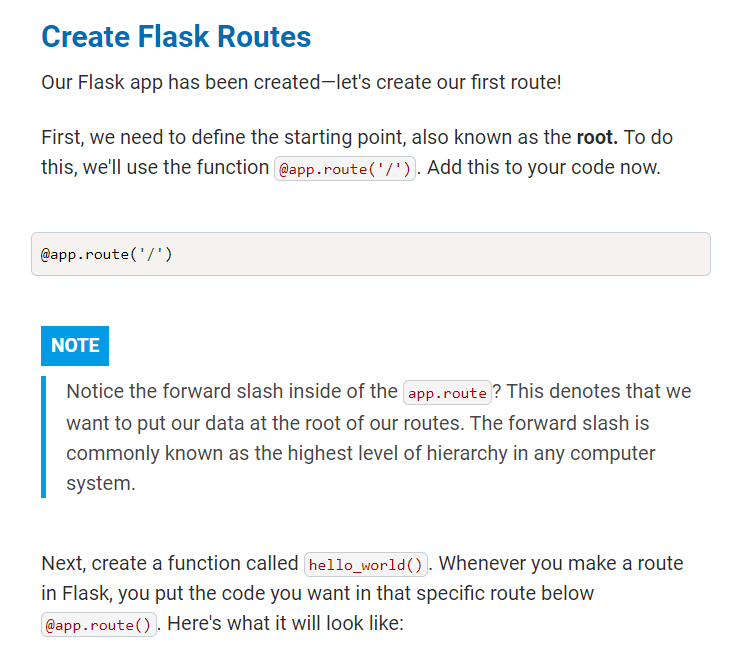 Create Flask Routes
Our Flask app has been created—let's create our first route!
First, we need to define the starting point, also known as the root. To do
this, we'll use the function @app.route('/'). Add this to your code now.
@app.route('/')
NOTE
Notice the forward slash inside of the app.route? This denotes that we
want to put our data at the root of our routes. The forward slash is
commonly known as the highest level of hierarchy in any computer
system.
Next, create a function called hello_world(). Whenever you make a route
in Flask, you put the code you want in that specific route below
@app.route(). Here's what it will look like: